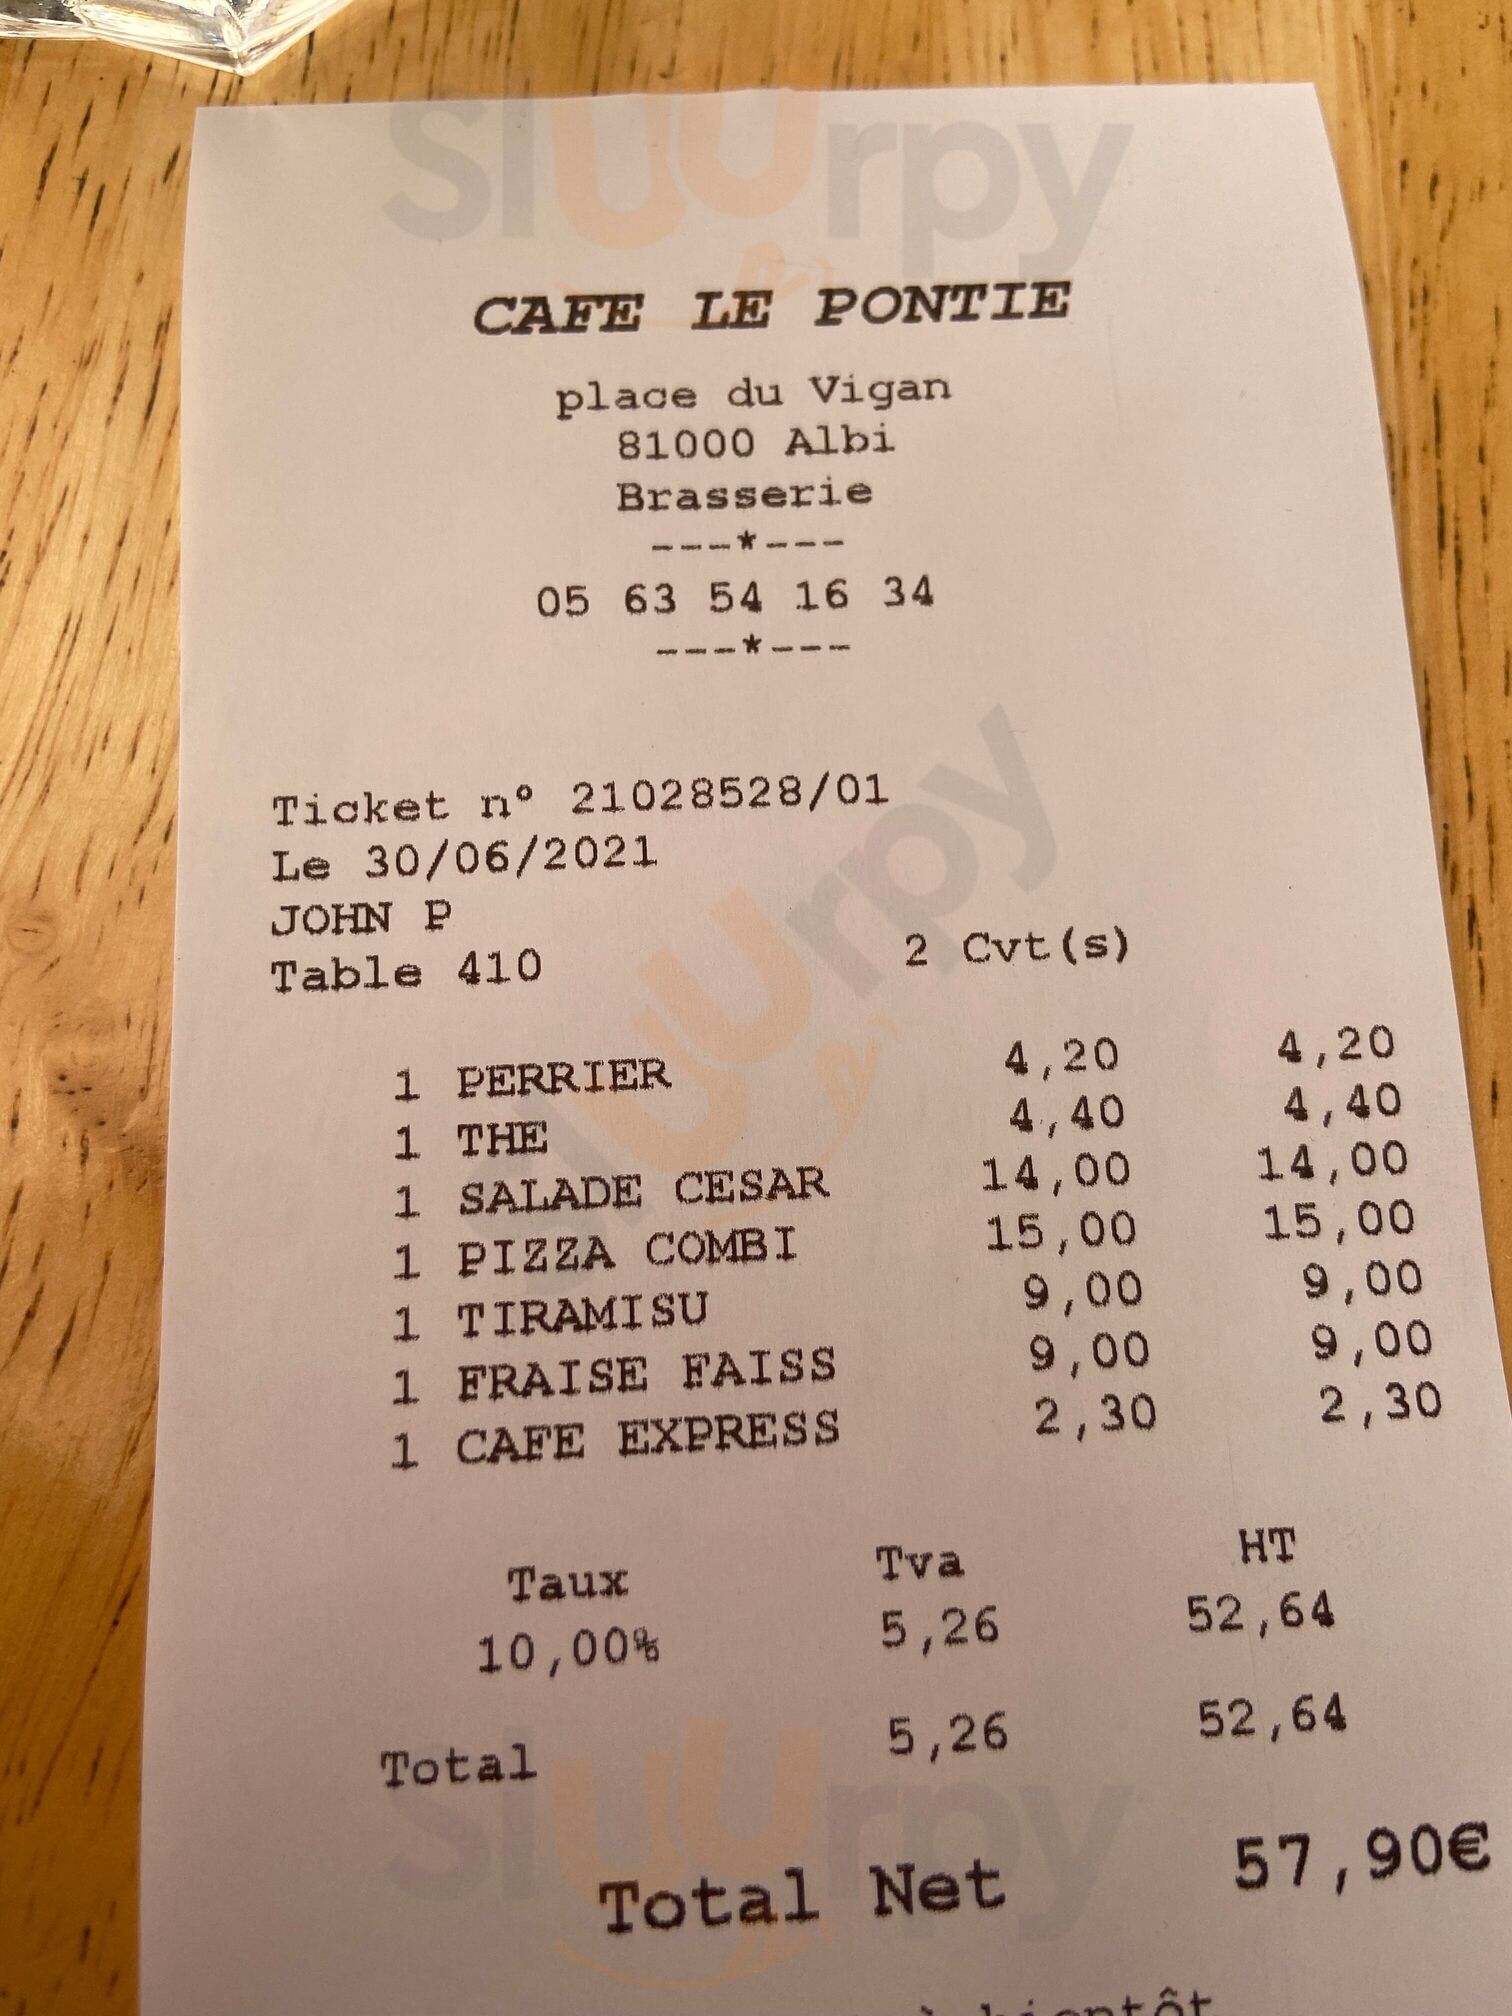 Sluurpy
CAFE LE PONTIE
place du Vigan
81000 Albi
Brasserie
---*---
05 63 54 16 34
---*---
Ticket n° 21028528/01
Le 30/06/2021
JOHN P
Table 410 2 Cvt(s)
Sluurpy
1 PERRIER 4,20 4,20
1 THE 4,40 4,40
1 SALADE CESAR 14,00 14,00
1 PIZZA COMBI 15,00 15,00
1 TIRAMISU 9,00 9,00
1 FRAISE FAISS 9,00 9,00
1 CAFE EXPRESS 2,30 2,30
Taux Tva HT
10,00% 5,26 52,64
Total 5,26 52,64
Sluurpy
Total Net 57,90€
à bientôt